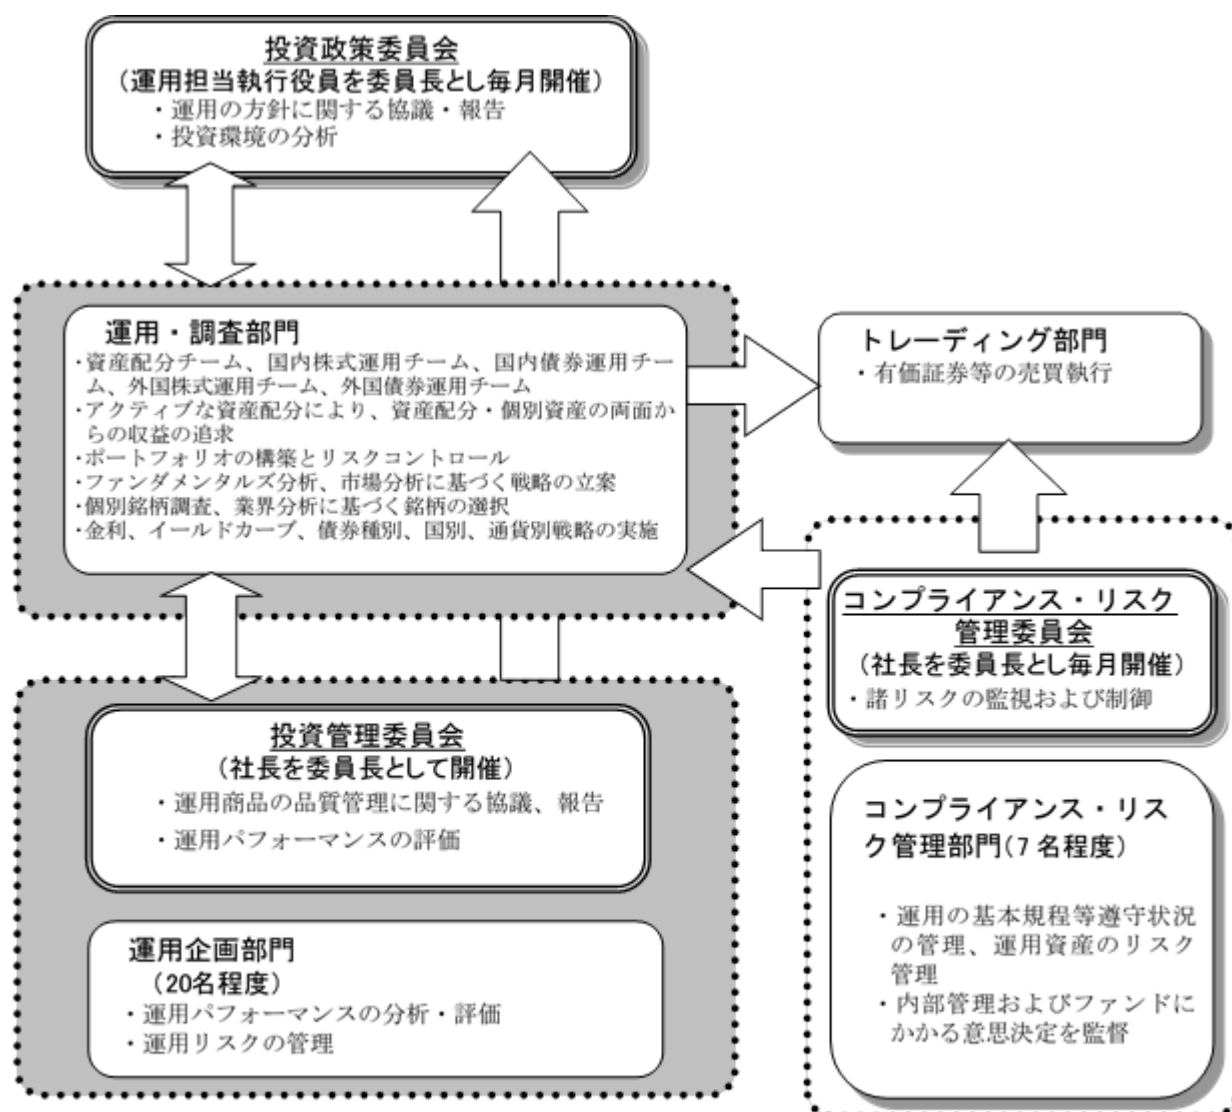 投資政策委員会
(運用担当執行役員を委員長とし毎月開催)
・運用の方針に関する協議・報告
・投資環境の分析
運用・調査部門
・資産配分チーム、国内株式運用チーム、国内債券運用チー
ム、外国株式運用チーム、外国債券運用チーム
・アクティブな資産配分により、資産配分・個別資産の両面か
らの収益の追求
・ポートフォリオの構築とリスクコントロール
・ファンダメンタルズ分析、市場分析に基づく戦略の立案
・個別銘柄調査、業界分析に基づく銘柄の選択
・金利、イールドカーブ、債券種別、国別、通貨別戦略の実施
トレーディング部門
・有価証券等の売買執行
コンプライアンス・リスク
管理委員会
(社長を委員長とし毎月開催)
・諸リスクの監視および制御
投資管理委員会
(社長を委員長として開催)
・運用商品の品質管理に関する協議、報告
・運用パフォーマンスの評価
運用企画部門
(20名程度)
・運用パフォーマンスの分析・評価
・運用リスクの管理
コンプライアンス・リス
ク管理部門(7名程度)
・運用の基本規程等遵守状況
の管理、運用資産のリスク
管理
・内部管理およびファンドに
かかる意思決定を監督